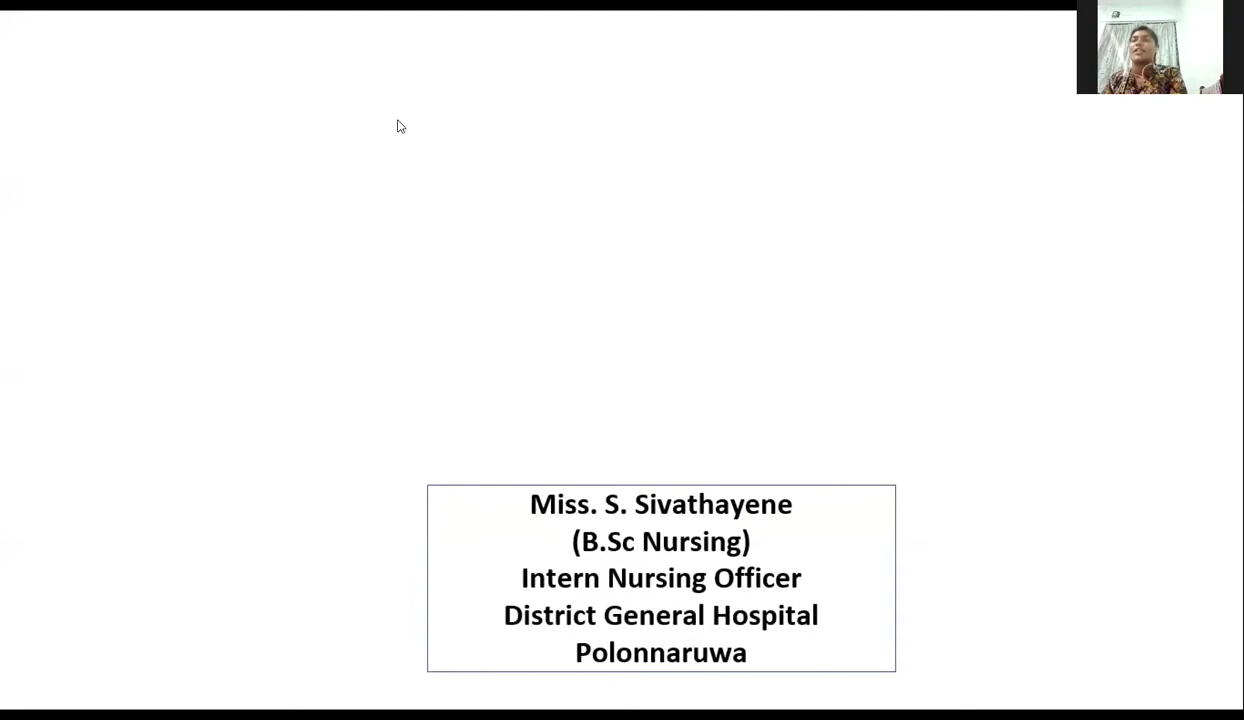 Miss. S. Sivathayene
(B.Sc Nursing)
Intern Nursing Officer
District General Hospital
Polonnaruwa